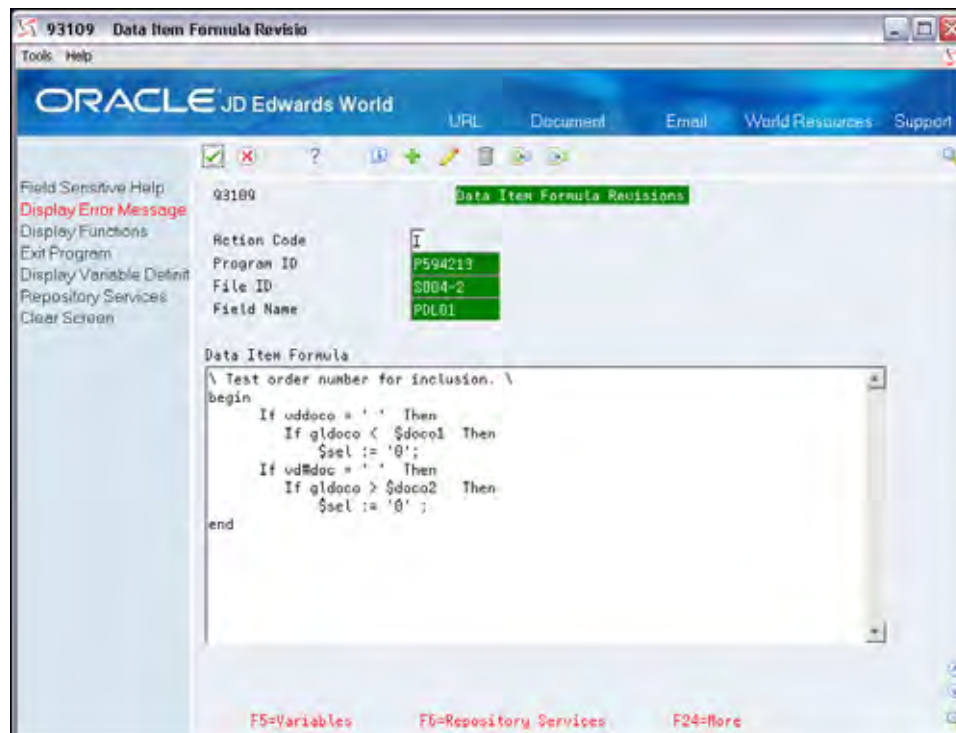 93109 Data Item Formula Revisio
Tools Help
ORACLE JD Edwards World
URL Document Email World Resources Support
?
Field Sensitive Help
Display Error Message
Display Functions
Exit Program
Display Variable Definit
Repository Services
Clear Screen
93109 Data Item Formula Revisions
Action Code I
Program ID P594213
File ID S004-2
Field Name PDL01
Data Item Formula
\ Test order number for inclusion. \
begin
If vddoco = ' ' Then
If gldoco < $doco1 Then
$sel := '0';
If vd#doc = ' ' Then
If gldoco > $doco2 Then
$sel := '0' ;
end
F5=Variables F6=Repository Services F24=More